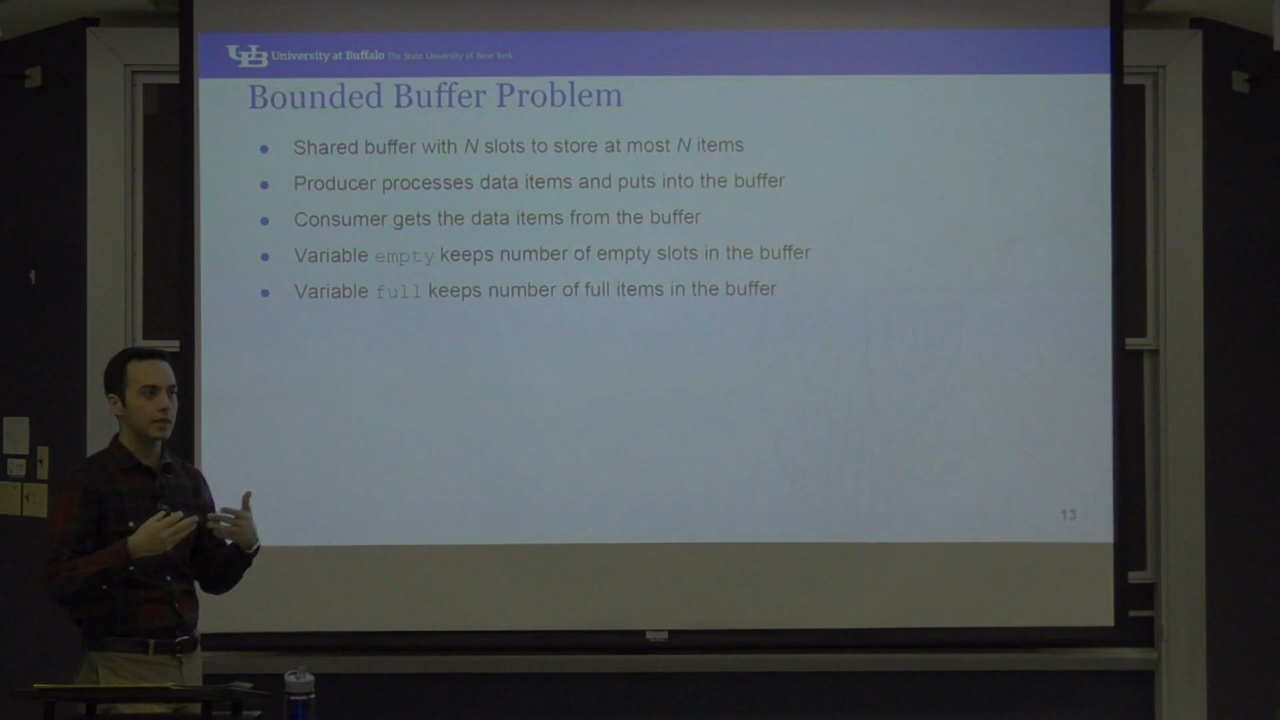 UB University at Buffalo The State University of New York
Bounded Buffer Problem
Shared buffer with N slots to store at most N items
Producer processes data items and puts into the buffer
Consumer gets the data items from the buffer
Variable empty keeps number of empty slots in the buffer
Variable full keeps number of full items in the buffer
13